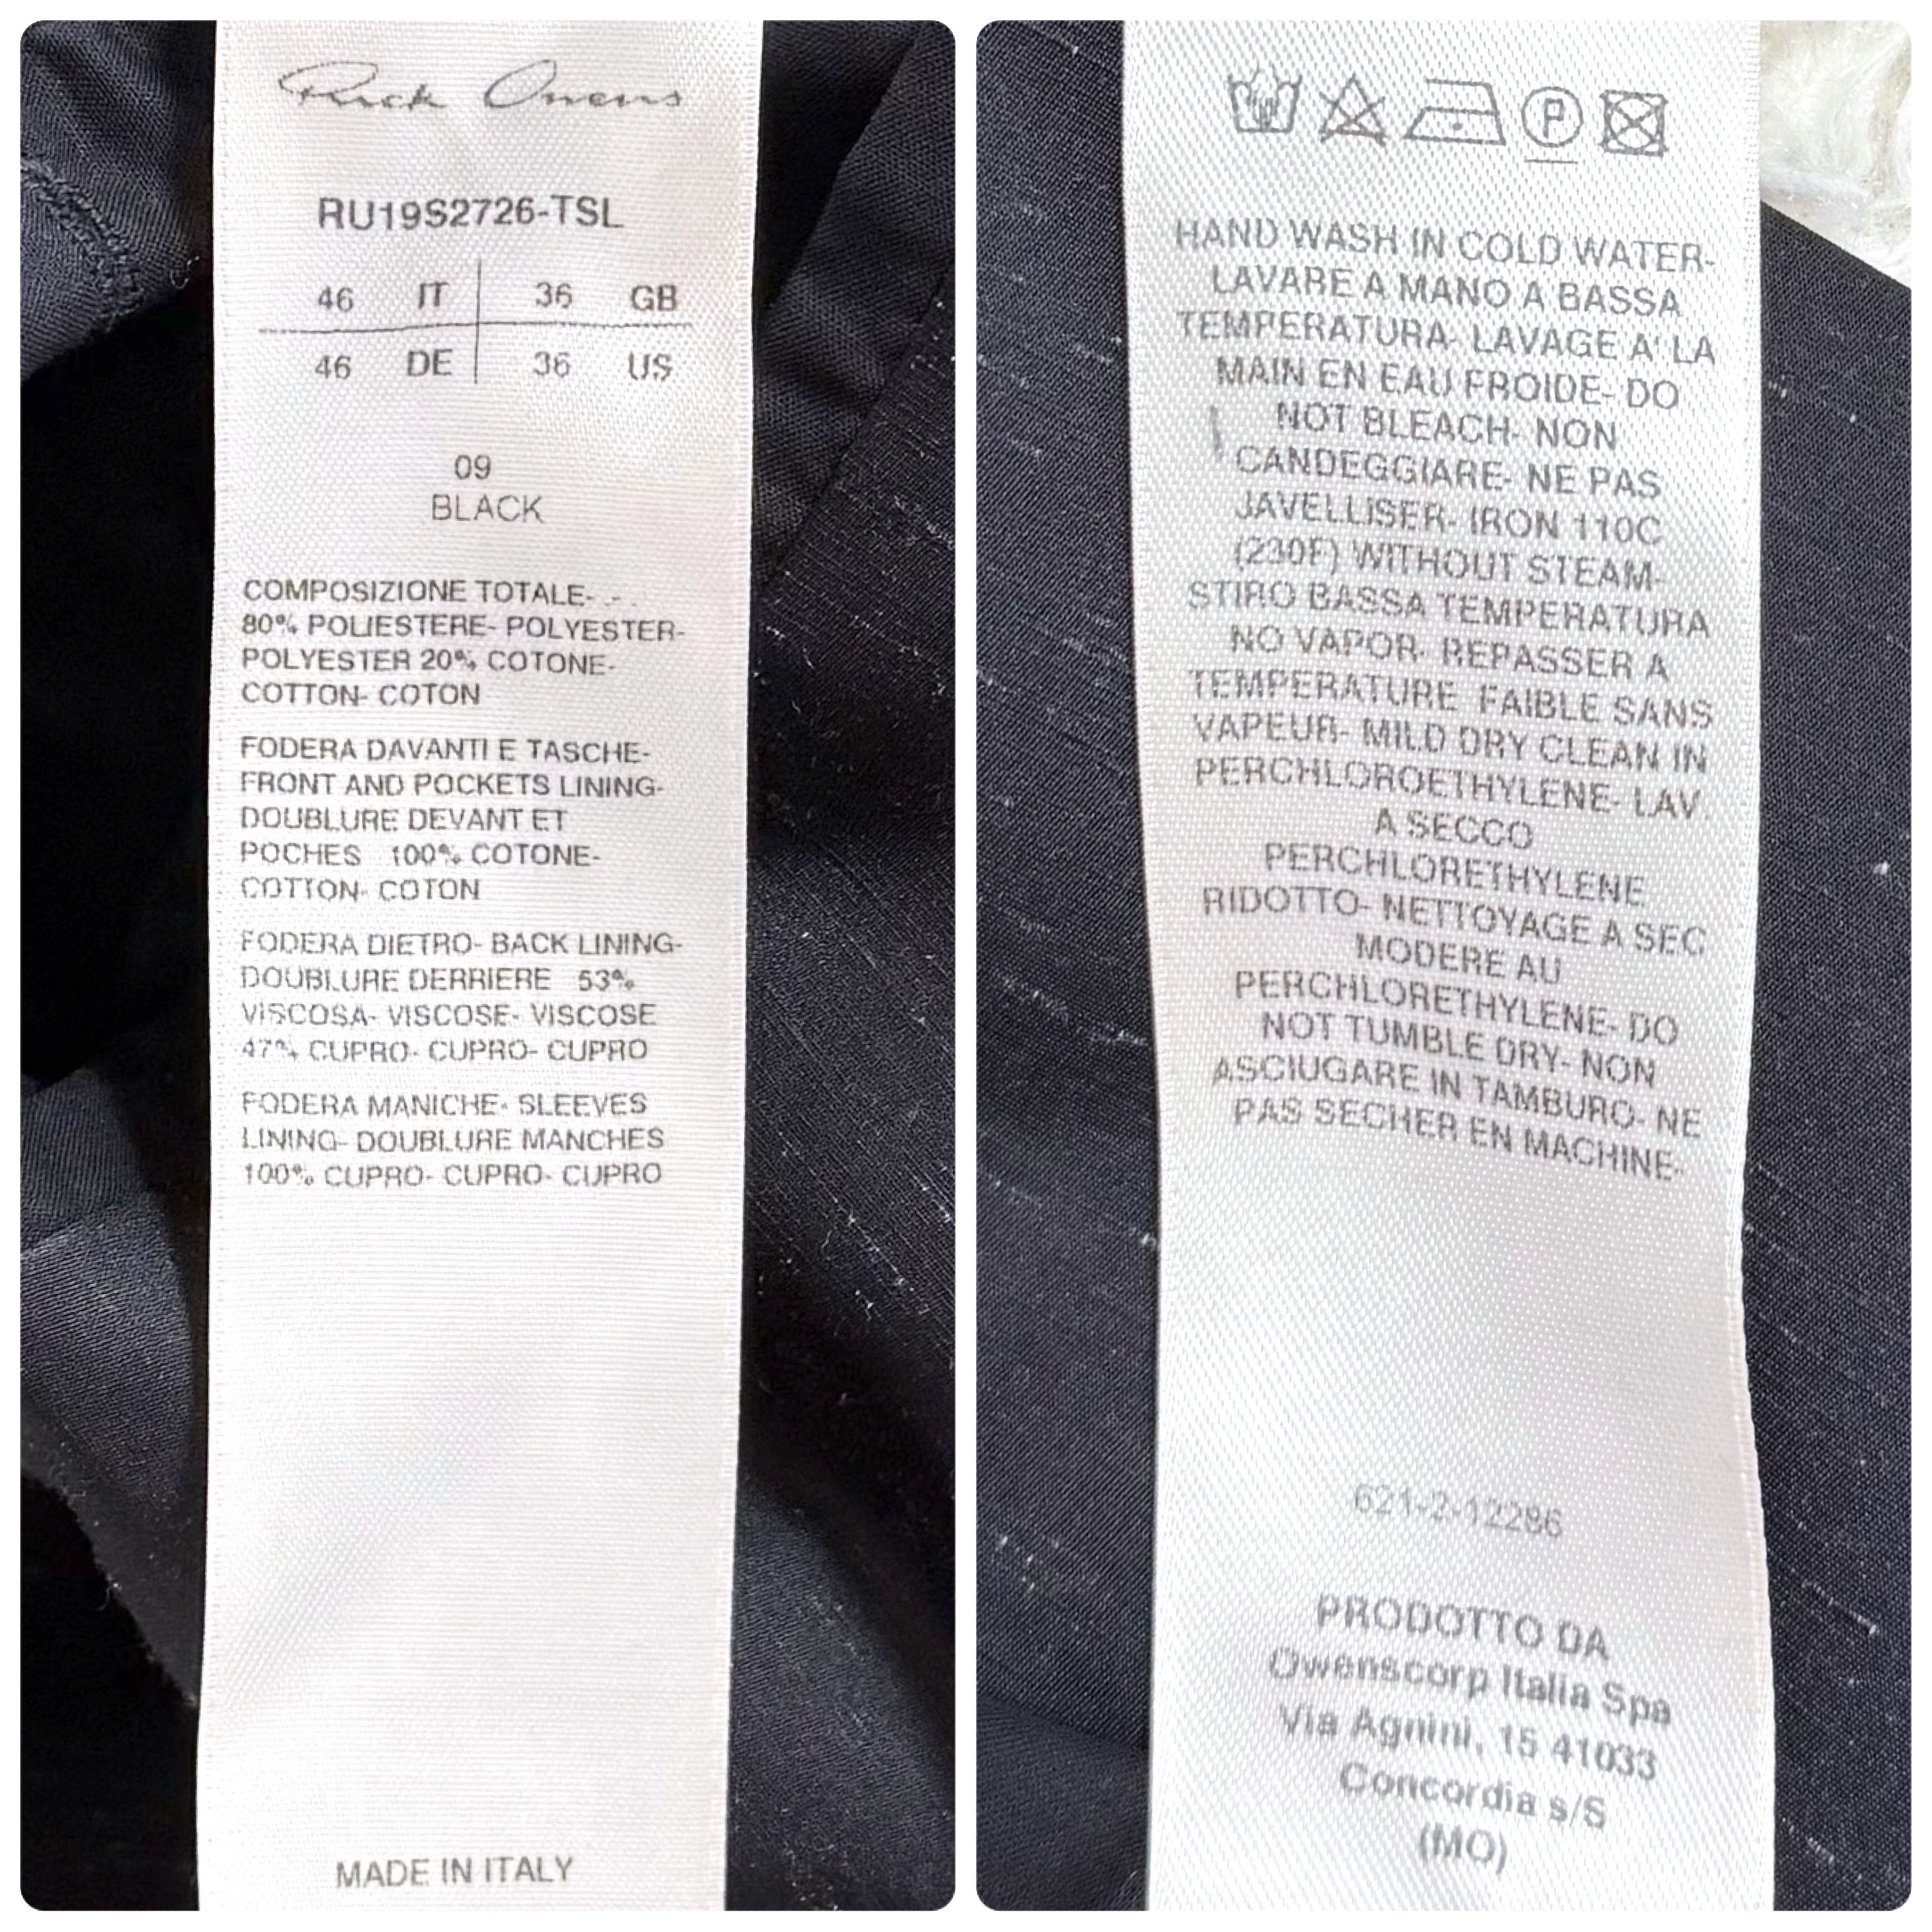 Rick Owens
RU19S2726-TSL
46 IT 36 GB
46 DE 36 US
09
BLACK
COMPOSIZIONE TOTALE- - .
80% POLIESTERE- POLYESTER-
POLYESTER 20% COTONE-
COTTON- COTON
FODERA DAVANTI E TASCHE-
FRONT AND POCKETS LINING-
DOUBLURE DEVANT ET
POCHES 100% COTONE-
COTTON- COTON
FODERA DIETRO- BACK LINING-
DOUBLURE DERRIERE 53%
VISCOSA- VISCOSE- VISCOSE
47% CUPRO- CUPRO- CUPRO
FODERA MANICHE- SLEEVES
LINING- DOUBLURE MANCHES
100% CUPRO- CUPRO- CUPRO
MADE IN ITALY
P
HAND WASH IN COLD WATER-
LAVARE A MANO A BASSA
TEMPERATURA- LAVAGE A' LA
MAIN EN EAU FROIDE- DO
NOT BLEACH- NON
CANDEGGIARE- NE PAS
JAVELLISER- IRON 110C
(230F) WITHOUT STEAM-
STIRO BASSA TEMPERATURA
NO VAPOR- REPASSER A
TEMPERATURE FAIBLE SANS
VAPEUR- MILD DRY CLEAN IN
PERCHLOROETHYLENE- LAV
A SECCO
PERCHLORETHYLENE
RIDOTTO- NETTOYAGE A SEC
MODERE AU
PERCHLORETHYLENE- DO
NOT TUMBLE DRY- NON
ASCIUGARE IN TAMBURO- NE
PAS SECHER EN MACHINE-
621-2-12286
PRODOTTO DA
Owenscorp Italia Spa
Via Agnini, 15 41033
Concordia s/S
(MO)